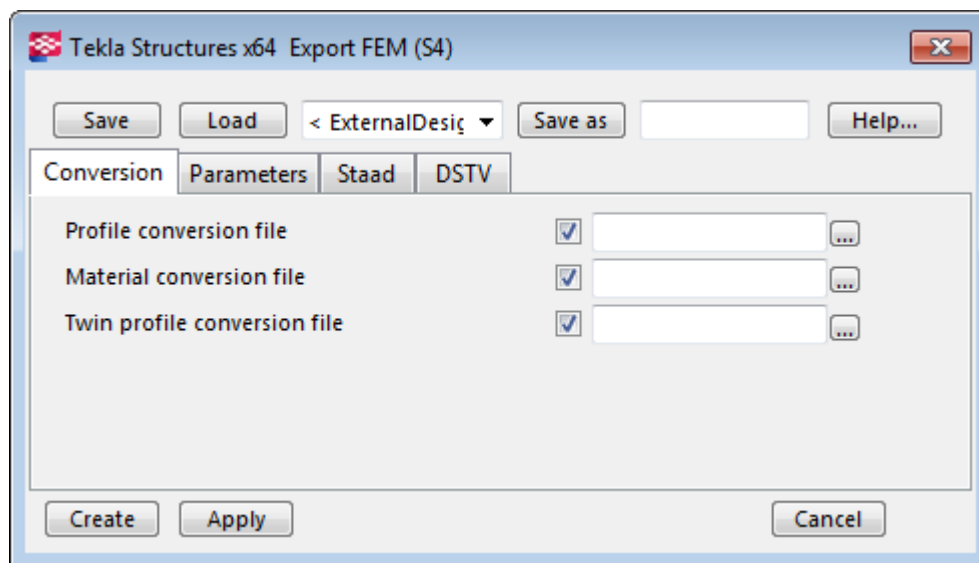 Tekla Structures x64 Export FEM (S4)
Save Load < ExternalDesig Save as Help...
Conversion Parameters Staad DSTV
Profile conversion file ...
Material conversion file ...
Twin profile conversion file ...
Create Apply Cancel